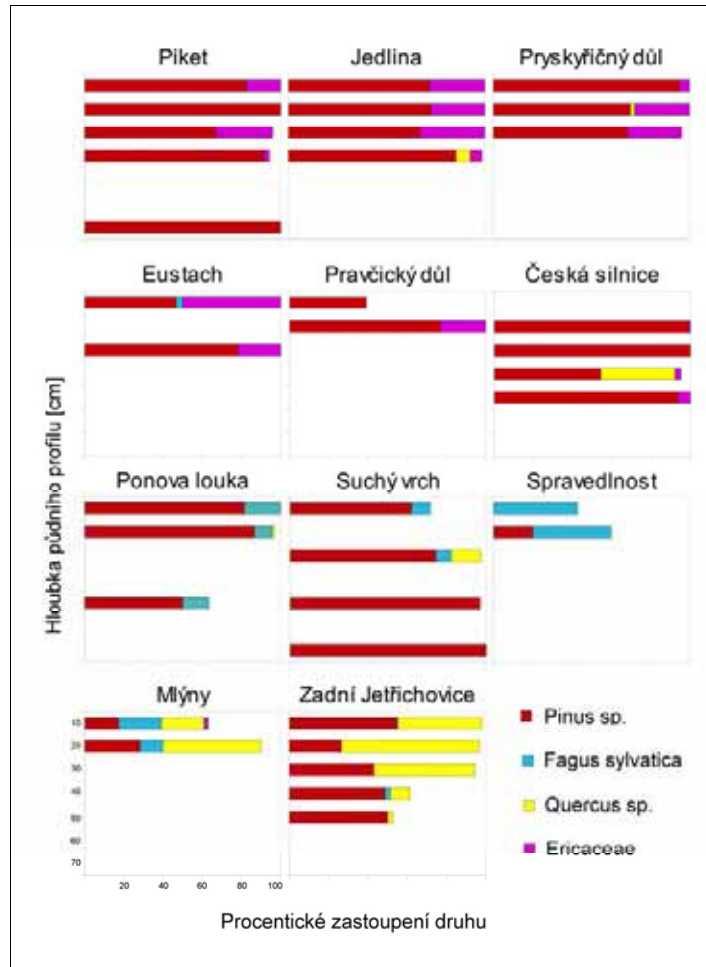 Piket Jedlina Pryskyřičný důl
Eustach Pravčický důl Česká silnice
Ponova louka Suchý vrch Spravedlnost
Mlýny Zadní Jetřichovice
Hloubka půdního profilu [cm]
10
20
30
40
50
60
70
20 40 60 80 100
Pinus sp.
Fagus sylvatica
Quercus sp.
Ericaceae
Procentické zastoupení druhu